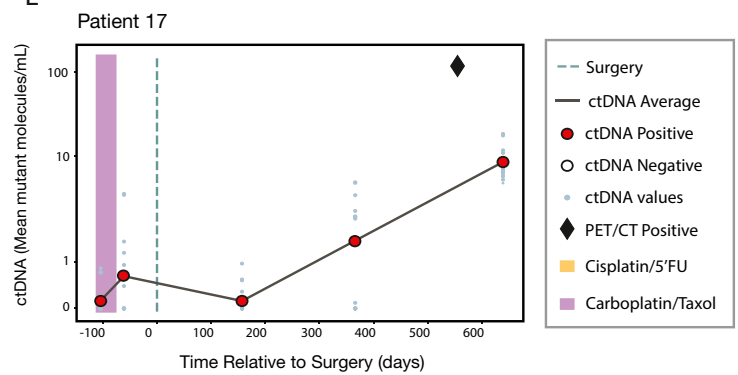 Patient 17
ctDNA (Mean mutant molecules/mL)
100
10
1
0
-100 0 100 200 300 400 500 600
Time Relative to Surgery (days)
Surgery
ctDNA Average
ctDNA Positive
ctDNA Negative
ctDNA values
PET/CT Positive
Cisplatin/5'FU
Carboplatin/Taxol